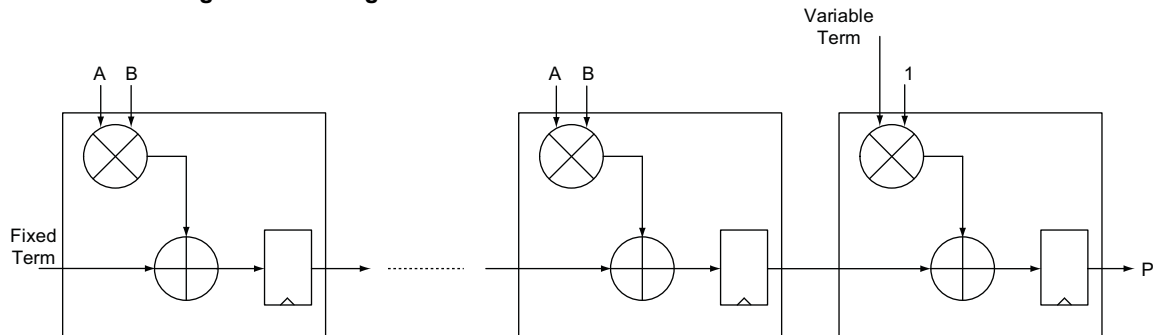 Variable
Term
A B
A B
1
Fixed
Term
P